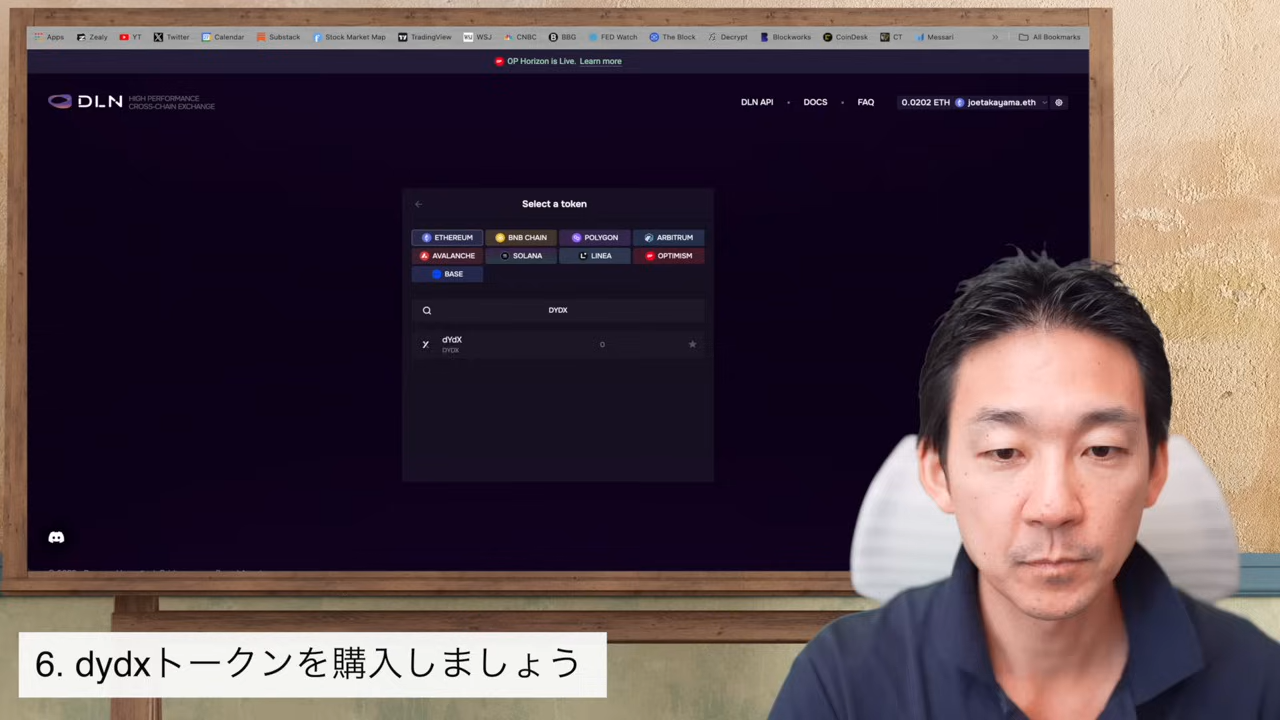 Apps Zealy YT Twitter Calendar Substack Stock Market Map TradingView WSJ CNBC BBG FED Watch The Block Decrypt Blockworks CoinDesk CT Messari » All Bookmarks
OP Horizon is Live. Learn more
DLN HIGH PERFORMANCE
CROSS-CHAIN EXCHANGE
DLN API • DOCS • FAQ 0.0202 ETH joetakayama.eth
Select a token
ETHEREUM BNB CHAIN POLYGON ARBITRUM
AVALANCHE SOLANA LINEA OPTIMISM
BASE
DYDX
dYdX 0
DYDX
6. dydxトークンを購入しましょう